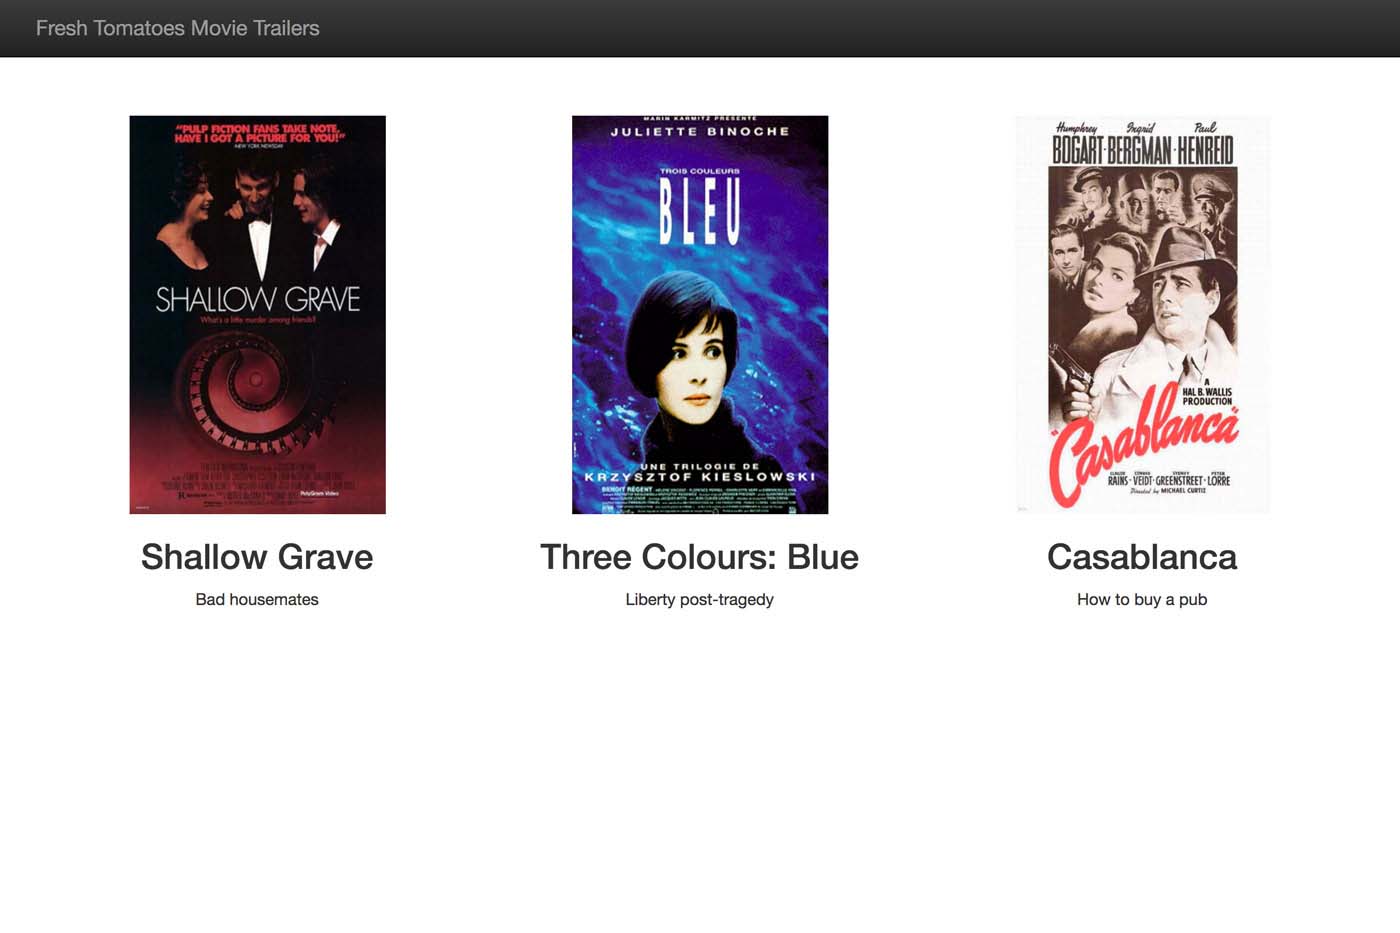 Fresh Tomatoes Movie Trailers
"PULP FICTION FANS TAKE NOTE,
HAVE I GOT A PICTURE FOR YOU!"
NEW YORK NEWSDAY
SHALLOW GRAVE
What's a little murder among friends?
R
PolyGram Video
Shallow Grave
Bad housemates
MARIN KARMITZ PRESENTE
JULIETTE BINOCHE
TROIS COULEURS
BLEU
UNE TRILOGIE DE
KRZYSZTOF KIESLOWSKI
BENOIT REGENT
Three Colours: Blue
Liberty post-tragedy
Humphrey Ingrid Paul
BOGART · BERGMAN · HENREID
A
HAL B. WALLIS
PRODUCTION
"Casablanca"
CLAUDE CONRAD SYDNEY PETER
RAINS · VEIDT · GREENSTREET · LORRE
Directed by MICHAEL CURTIZ
Casablanca
How to buy a pub